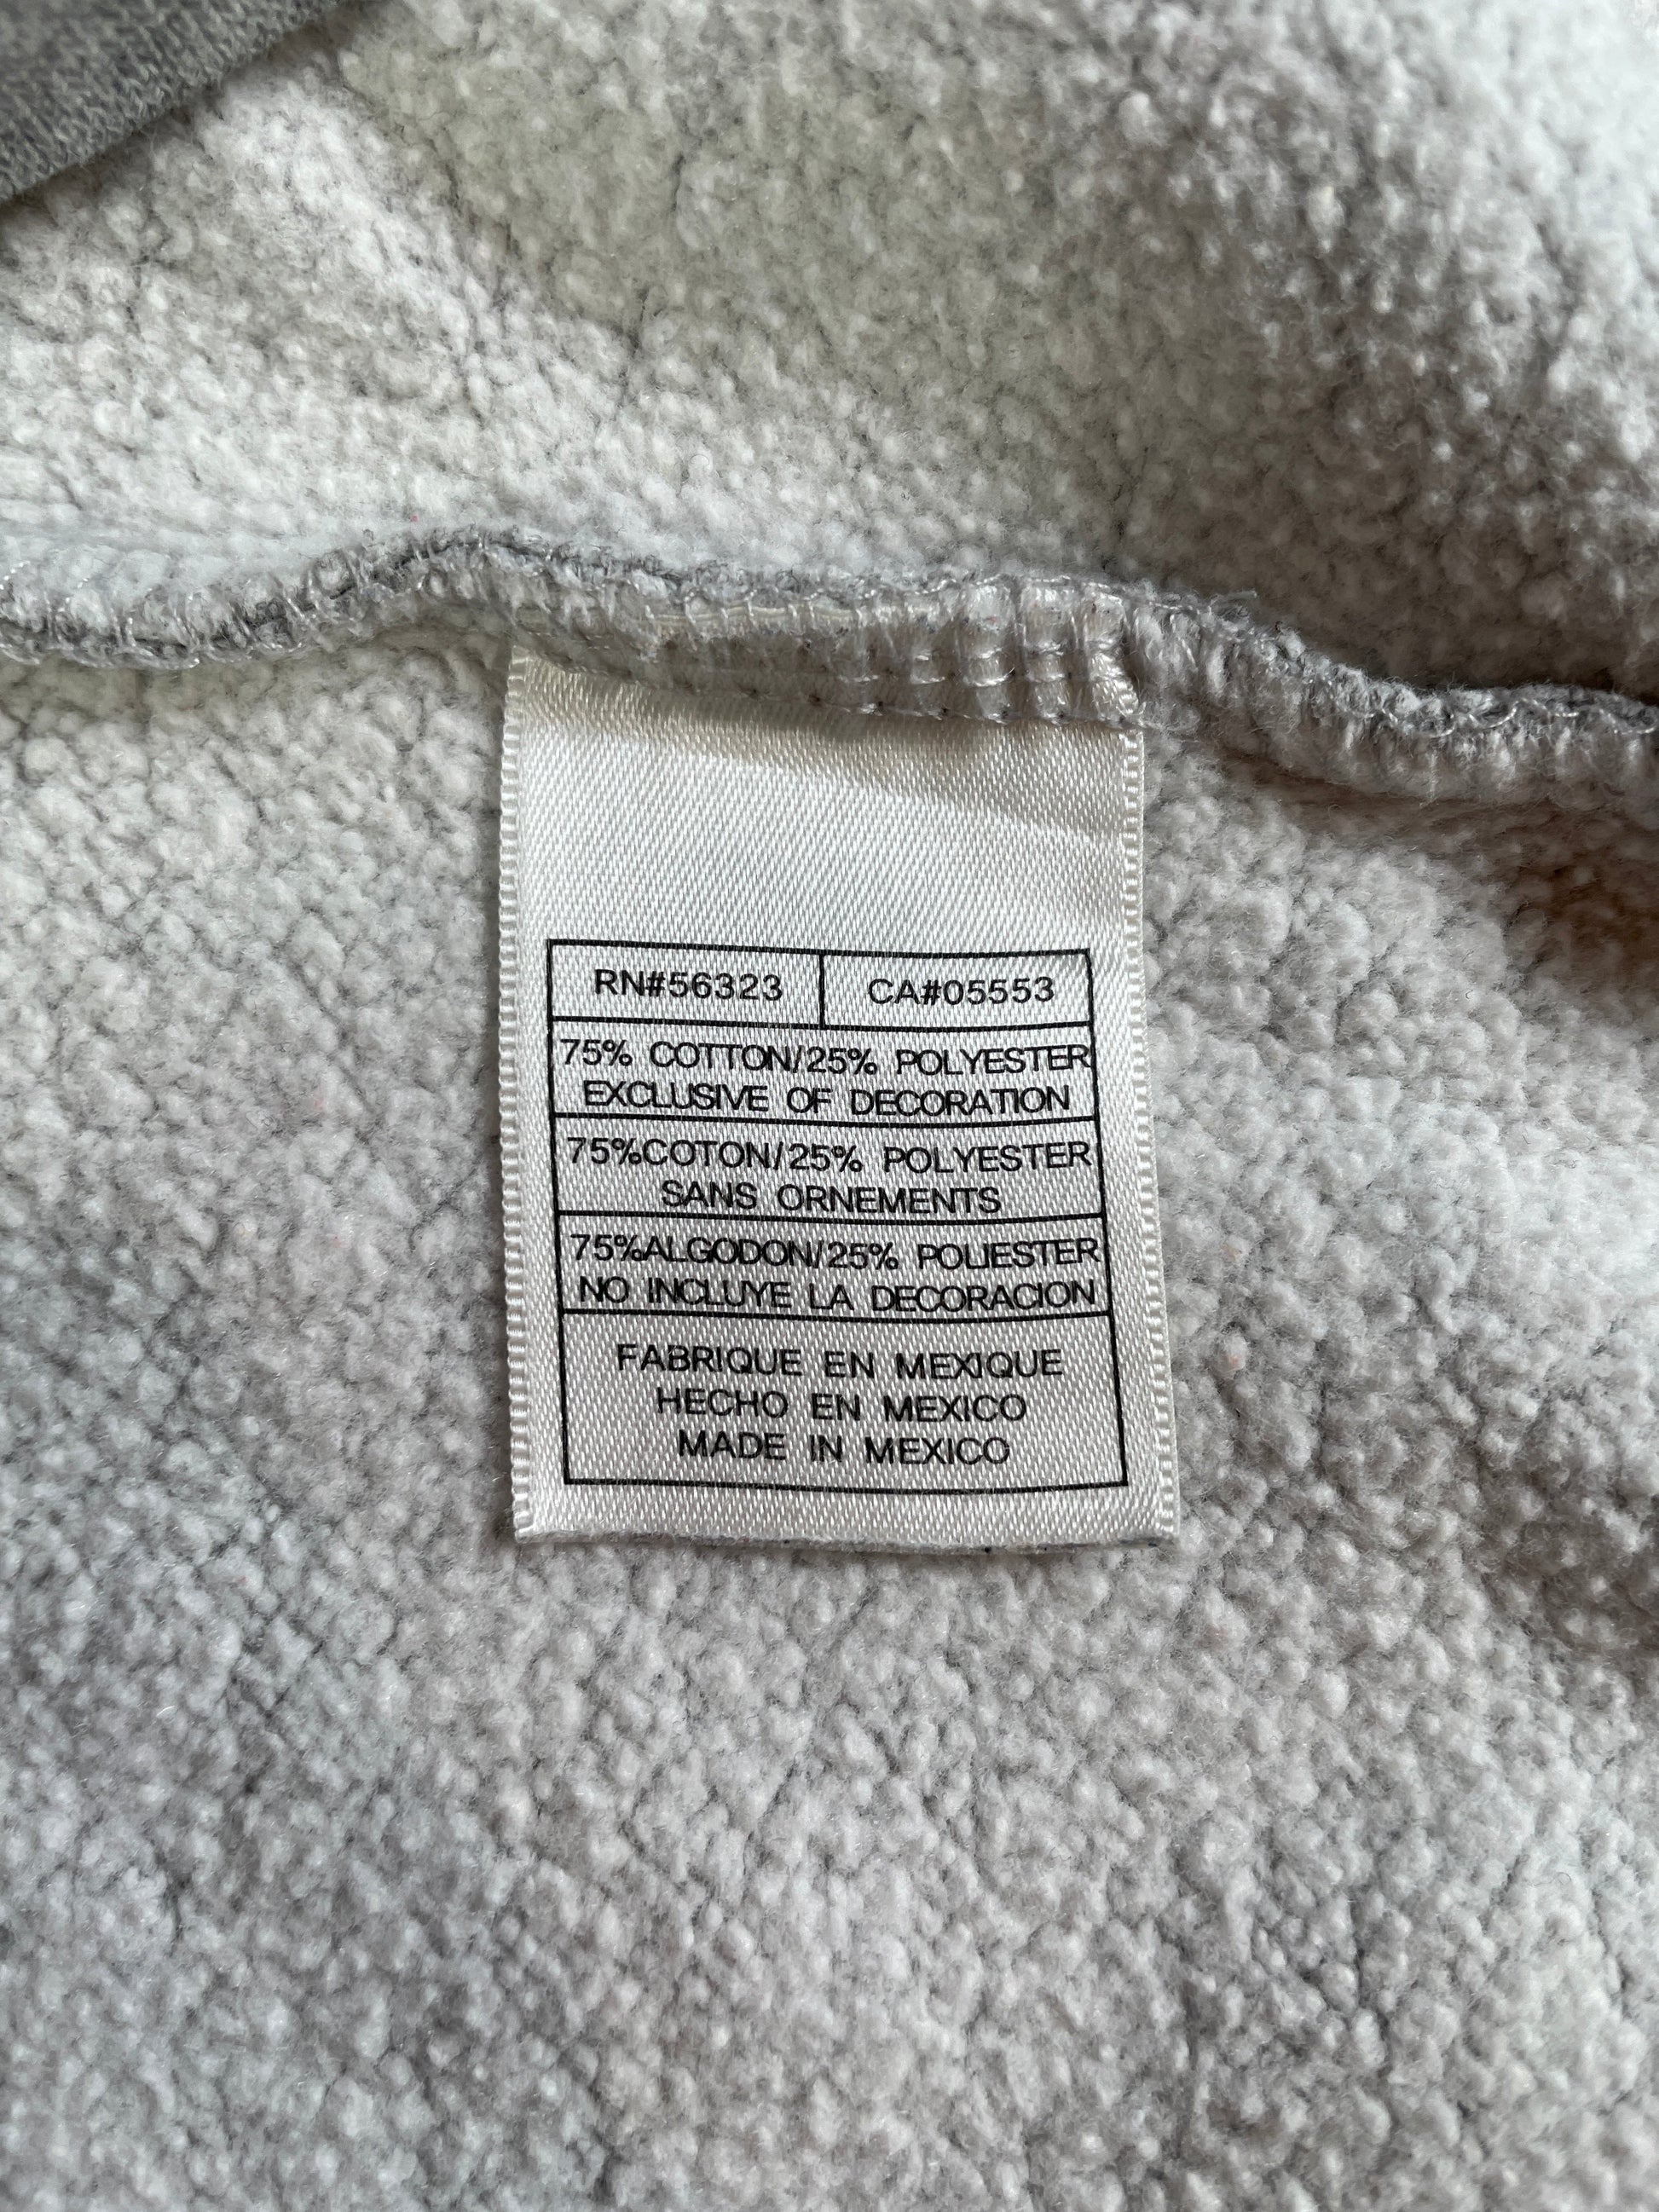 RN#56323 CA#05553
75% COTTON/25% POLYESTER
EXCLUSIVE OF DECORATION
75%COTON/25% POLYESTER
SANS ORNEMENTS
75%ALGODON/25% POLIESTER
NO INCLUYE LA DECORACION
FABRIQUE EN MEXIQUE
HECHO EN MEXICO
MADE IN MEXICO